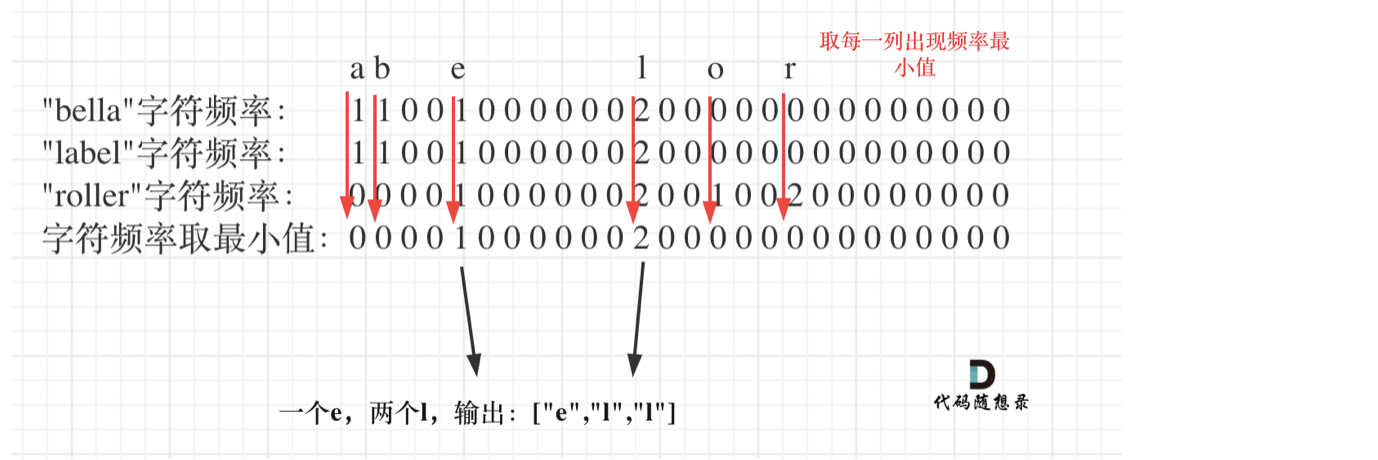 取每一列出现频率最
小值
a b e l o r
"bella"字符频率: 1 1 0 0 1 0 0 0 0 0 0 2 0 0 0 0 0 0 0 0 0 0 0 0 0 0
"label"字符频率: 1 1 0 0 1 0 0 0 0 0 0 2 0 0 0 0 0 0 0 0 0 0 0 0 0 0
"roller"字符频率: 0 0 0 0 1 0 0 0 0 0 0 2 0 0 1 0 0 2 0 0 0 0 0 0 0 0
字符频率取最小值: 0 0 0 0 1 0 0 0 0 0 0 2 0 0 0 0 0 0 0 0 0 0 0 0 0 0
一个e，两个l，输出：["e","l","l"]
代码随想录